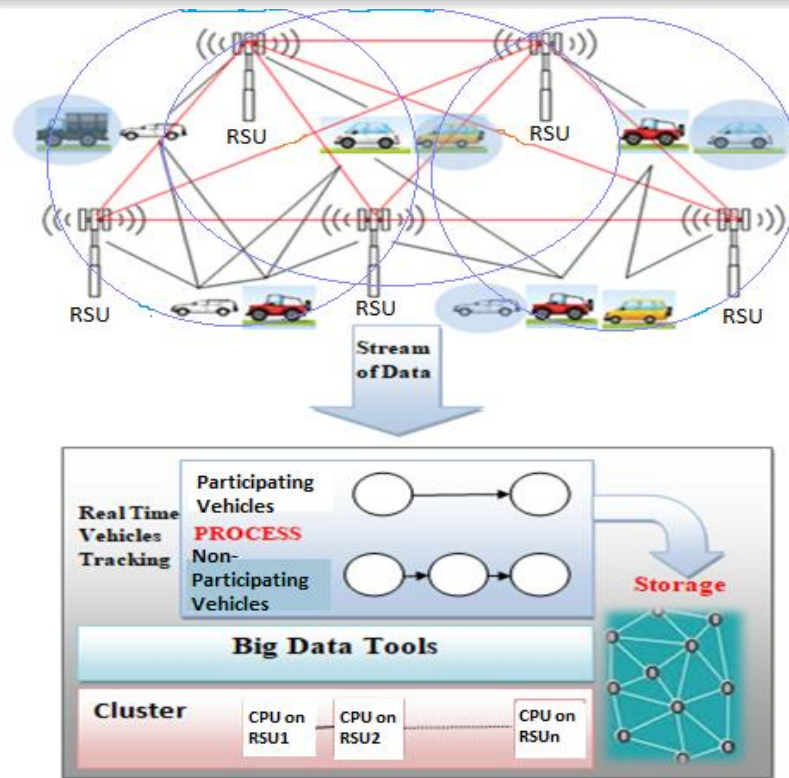 RSU
RSU
RSU
RSU
RSU
Stream
of Data
Real Time
Vehicles
Tracking
Participating
Vehicles
PROCESS
Non-
Participating
Vehicles
Storage
Big Data Tools
Cluster
CPU on
RSU1
CPU on
RSU2
CPU on
RSUn